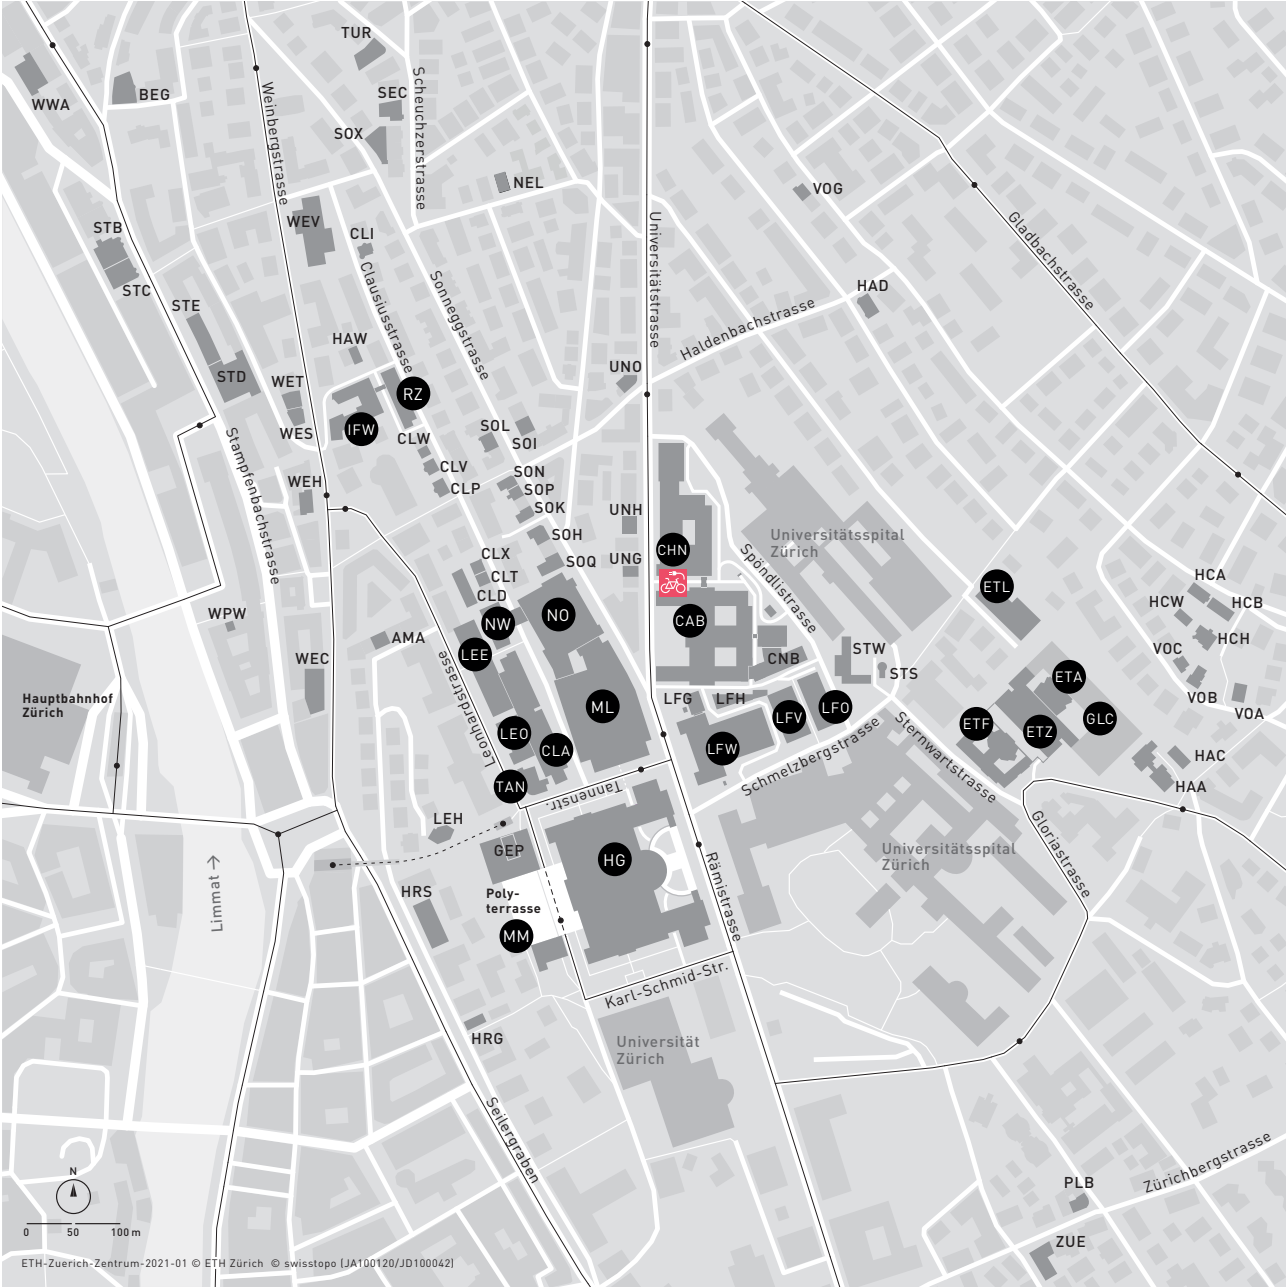 TUR
WWA
BEG
SEC
SOX
Weinbergstrasse
Scheuchzerstrasse
NEL
VOG
STB
WEV
CLI
Universitätstrasse
Gladbachstrasse
STC
STE
Clausiusstrasse
Sonneggstrasse
HAD
Haldenbachstrasse
HAW
STD
WET
UNO
RZ
WES
IFW
CLW
SOL
SOI
Stampfenbachstrasse
CLV
CLP
SON
SOP
SOK
WEH
UNH
SOH
SOQ
UNG
CHN
Universitätsspital
Zürich
Spöndlistrasse
CLX
CLT
CLD
ETL
HCA
HCW
HCB
HCH
WPW
AMA
NW
NO
CAB
LEE
WEC
CNB
STW
STS
VOC
VOB
VOA
Hauptbahnhof
Zürich
Leonhardstrasse
ML
LFG
LFH
LFV
LFO
ETA
ETF
ETZ
GLC
LEO
CLA
LFW
Schmelzbergstrasse
Sternwartstrasse
HAC
HAA
TAN
Tannenstr.
LEH
GEP
HG
Universitätsspital
Zürich
Gloriastrasse
Limmat →
HRS
Poly-
terrasse
MM
Rämistrasse
Karl-Schmid-Str.
HRG
Universität
Zürich
Seilergraben
Zürichbergstrasse
PLB
ZUE
N
0 50 100 m
ETH-Zuerich-Zentrum-2021-01 © ETH Zürich © swisstopo (JA100120/JD100042)